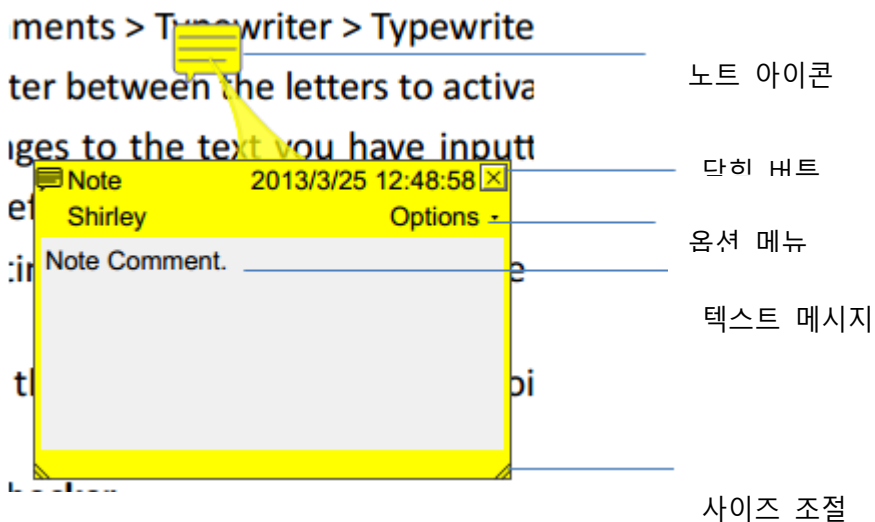 ments > Typewriter > Typewrite
노트 아이콘
ter between the letters to activa
ges to the text you have inputt
Note 2013/3/25 12:48:58
Shirley Options
옵션 메뉴
Note Comment.
텍스트 메시지
사이즈 조절